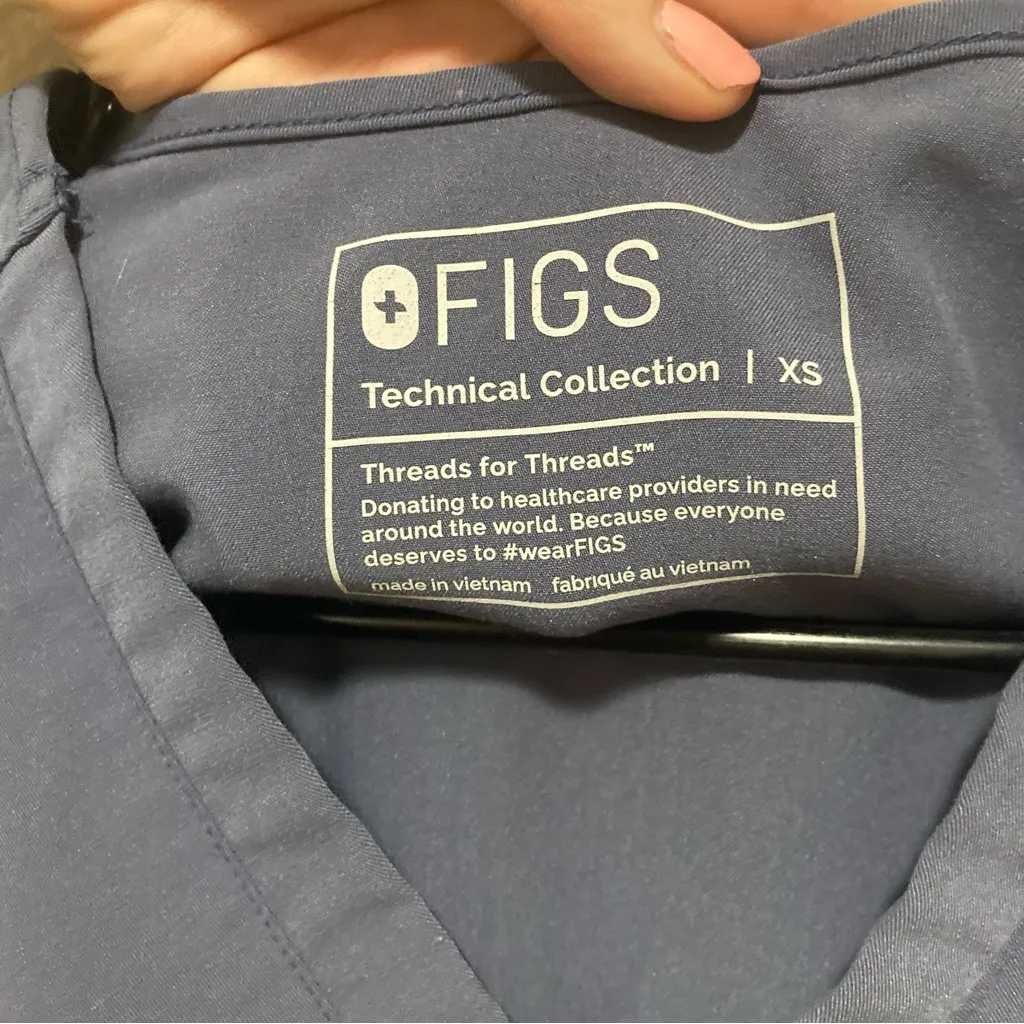 FIGS
Technical Collection | XS
Threads for Threads™
Donating to healthcare providers in need
around the world. Because everyone
deserves to #wearFIGS
made in vietnam fabriqué au vietnam